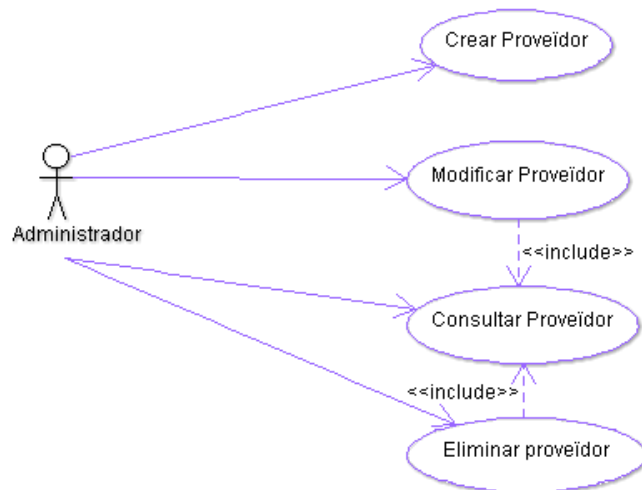 Crear Proveïdor
Modificar Proveïdor
Administrador
<<include>>
Consultar Proveïdor
<<include>>
Eliminar proveïdor